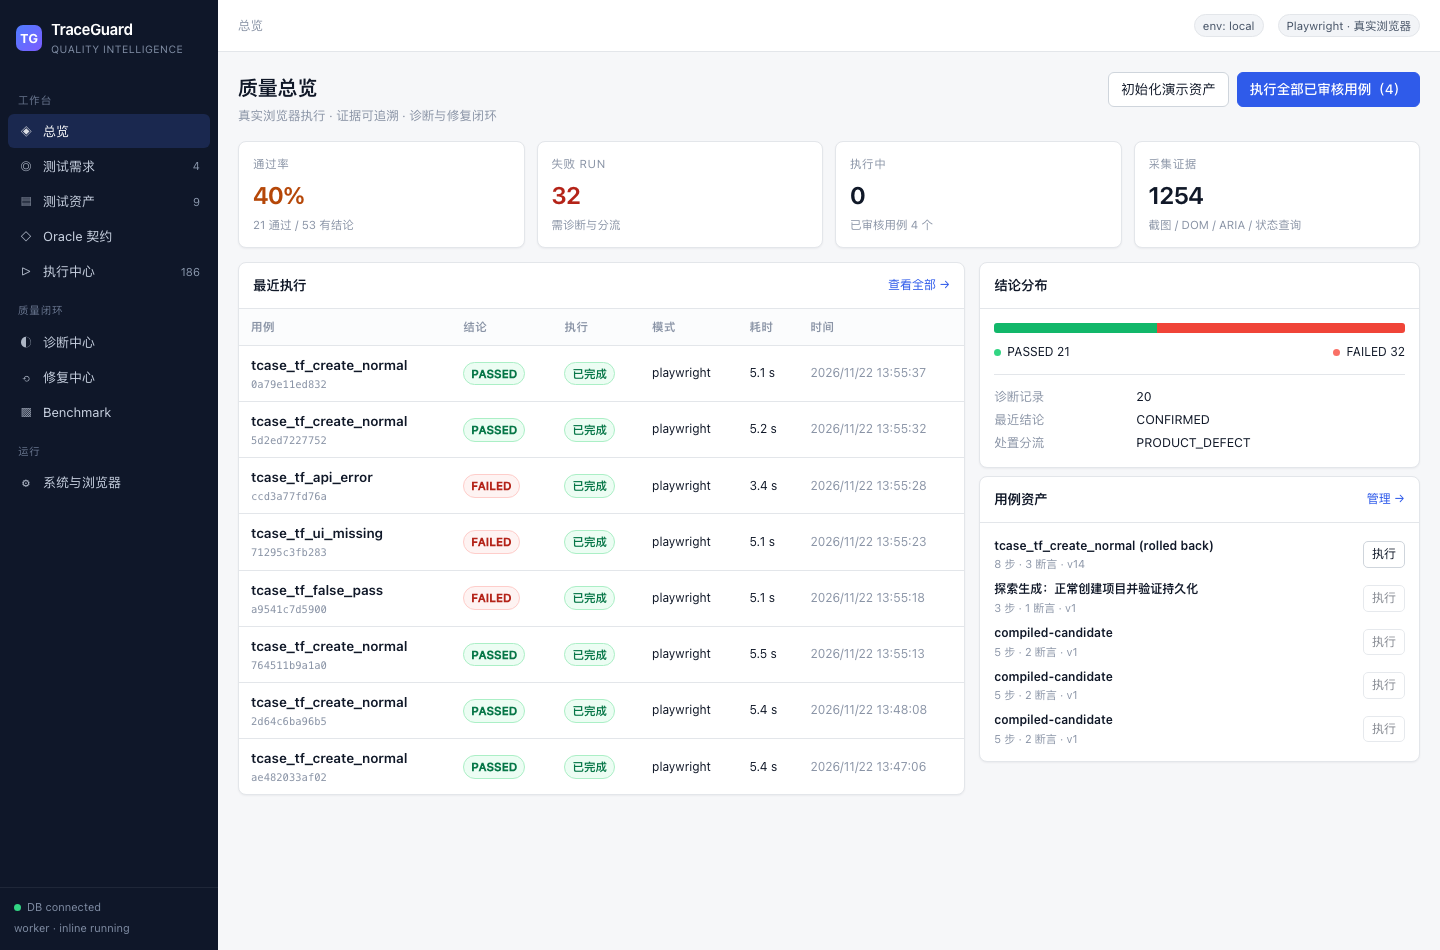 TG
TraceGuard
QUALITY INTELLIGENCE
工作台
总览
测试需求 4
测试资产 9
Oracle 契约
执行中心 186
质量闭环
诊断中心
修复中心
Benchmark
运行
系统与浏览器
DB connected
worker · inline running
总览
env: local
Playwright · 真实浏览器
质量总览
真实浏览器执行 · 证据可追溯 · 诊断与修复闭环
初始化演示资产
执行全部已审核用例（4）
通过率
40%
21 通过 / 53 有结论
失败 RUN
32
需诊断与分流
执行中
0
已审核用例 4 个
采集证据
1254
截图 / DOM / ARIA / 状态查询
最近执行
查看全部 →
用例 结论 执行 模式 耗时 时间
tcase_tf_create_normal PASSED 已完成 playwright 5.1 s 2026/11/22 13:55:37
0a79e11ed832
tcase_tf_create_normal PASSED 已完成 playwright 5.2 s 2026/11/22 13:55:32
5d2ed7227752
tcase_tf_api_error FAILED 已完成 playwright 3.4 s 2026/11/22 13:55:28
ccd3a77fd76a
tcase_tf_ui_missing FAILED 已完成 playwright 5.1 s 2026/11/22 13:55:23
71295c3fb283
tcase_tf_false_pass FAILED 已完成 playwright 5.1 s 2026/11/22 13:55:18
a9541c7d5900
tcase_tf_create_normal PASSED 已完成 playwright 5.5 s 2026/11/22 13:55:13
764511b9a1a0
tcase_tf_create_normal PASSED 已完成 playwright 5.4 s 2026/11/22 13:48:08
2d64c6ba96b5
tcase_tf_create_normal PASSED 已完成 playwright 5.4 s 2026/11/22 13:47:06
ae482033af02
结论分布
PASSED 21 FAILED 32
诊断记录 20
最近结论 CONFIRMED
处置分流 PRODUCT_DEFECT
用例资产
管理 →
tcase_tf_create_normal (rolled back)
8 步 · 3 断言 · v14
执行
探索生成：正常创建项目并验证持久化
3 步 · 1 断言 · v1
执行
compiled-candidate
5 步 · 2 断言 · v1
执行
compiled-candidate
5 步 · 2 断言 · v1
执行
compiled-candidate
5 步 · 2 断言 · v1
执行